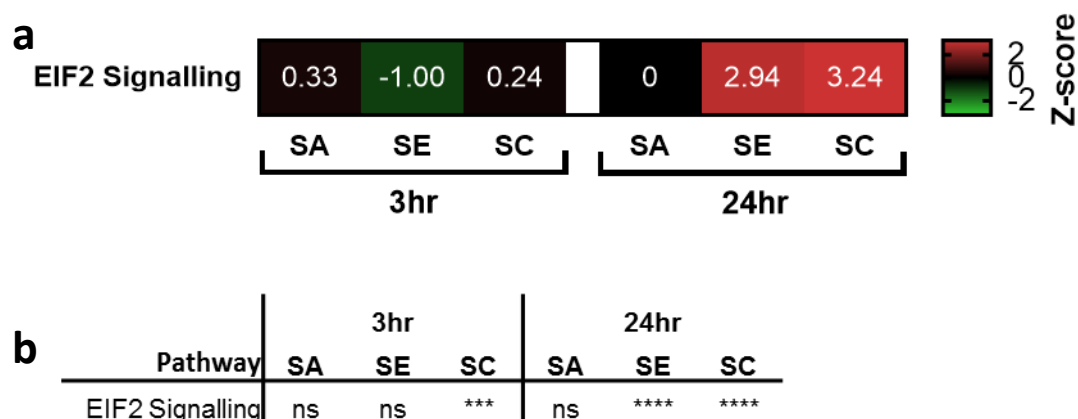 a
EIF2 Signalling 0.33 -1.00 0.24 0 2.94 3.24
2
0
-2
Z-score
SA SE SC SA SE SC
3hr 24hr
b
3hr 24hr
Pathway SA SE SC SA SE SC
EIF2 Signalling ns ns *** ns **** ****